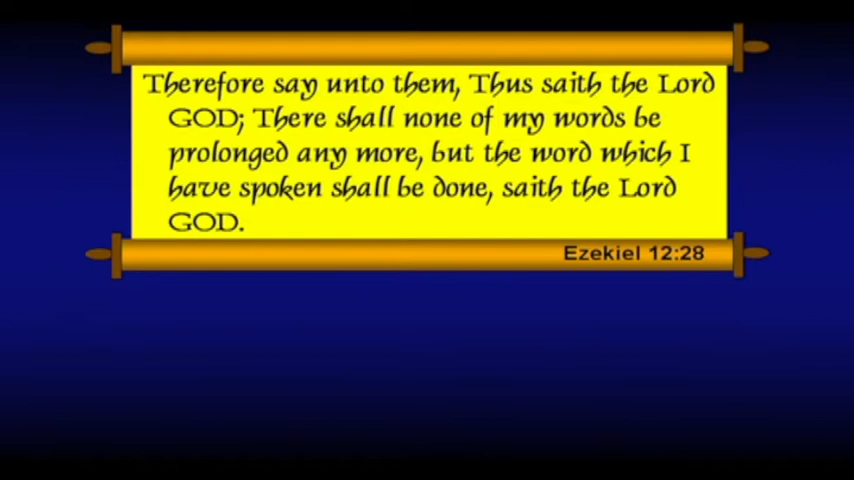 Therefore say unto them, Thus saith the Lord
GOD; There shall none of my words be
prolonged any more, but the word which I
have spoken shall be done, saith the Lord
GOD.
Ezekiel 12:28